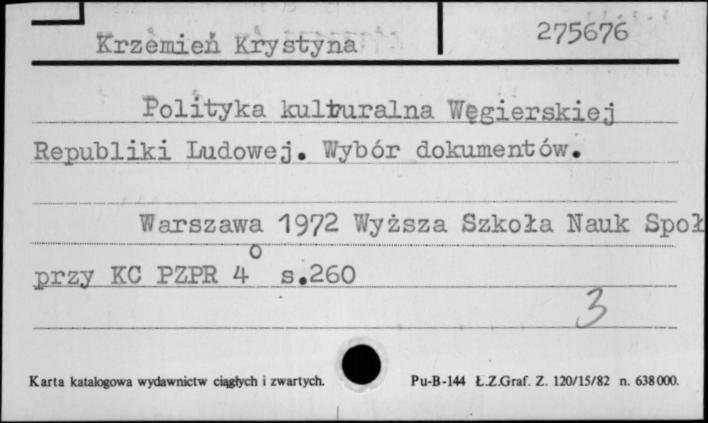 Krzemień Krystyna 275676
Polityka kulturalna Węgierskiej
Republiki Ludowej. Wybór dokumentów.
Warszawa 1972 Wyższa Szkoła Nauk Społ
przy KC PZPR 4° s.260
3
Karta katalogowa wydawnictw ciągłych i zwartych. Pu-B-144 Ł.Z.Graf. Z. 120/15/82 n. 638000.